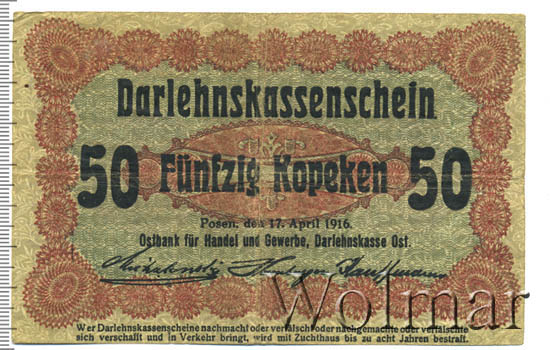 Darlehnskassenschein
50 Fünfzig Kopeken 50
Posen, den 17. April 1916.
Ostbank für Handel und Gewerbe, Darlehnskasse Ost.
Wer Darlehnskassenscheine nachmacht oder verfälscht oder nachgemachte oder verfälschte
sich verschafft und in Verkehr bringt, wird mit Zuchthaus bis zu acht Jahren bestraft.
Wolmar